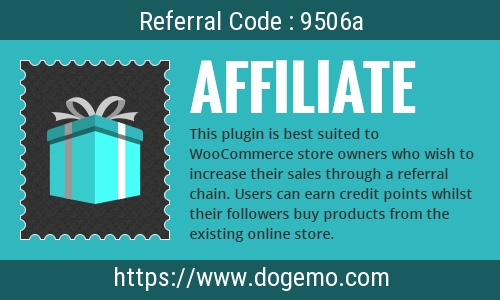 Referral Code : 9506a
AFFILIATE
This plugin is best suited to
WooCommerce store owners who wish to
increase their sales through a referral
chain. Users can earn credit points whilst
their followers buy products from the
existing online store.
https://www.dogemo.com